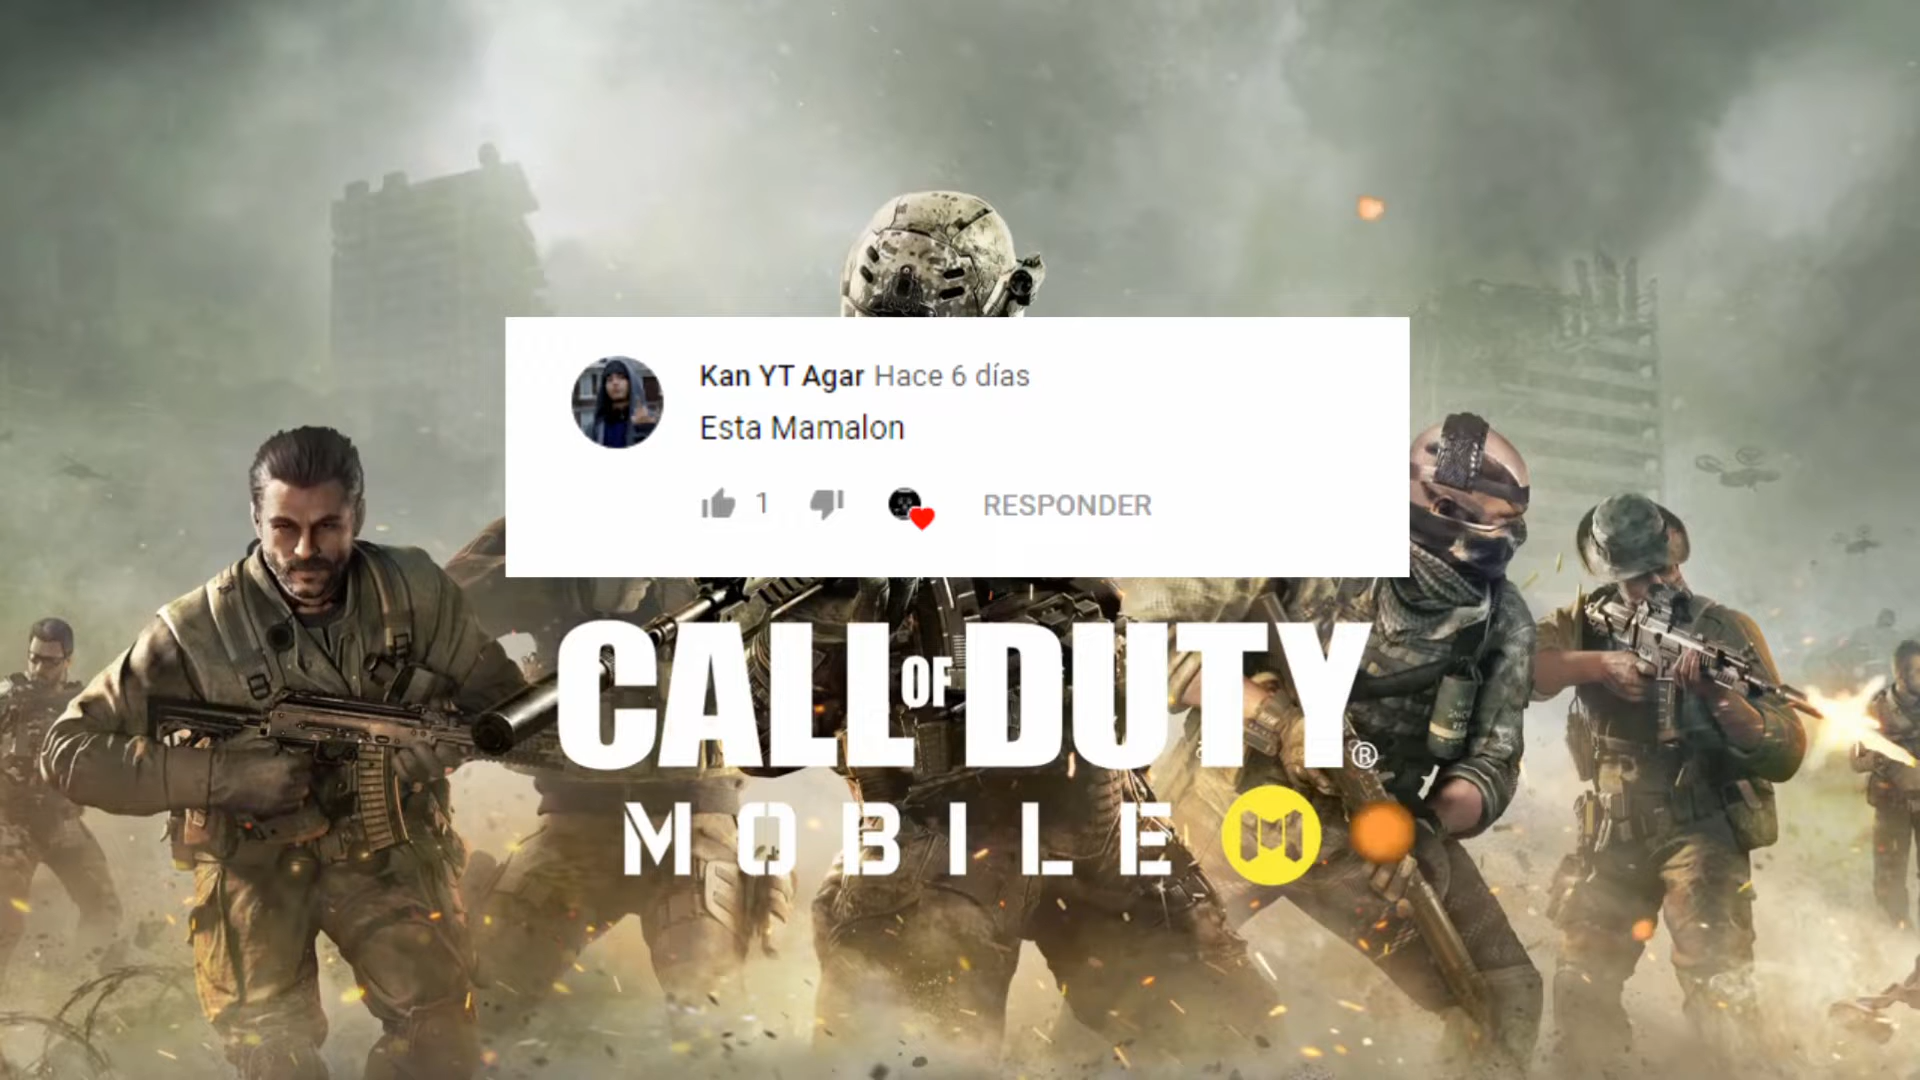 Kan YT Agar Hace 6 días
Esta Mamalon
1
RESPONDER
CALL OF DUTY®
MOBILE